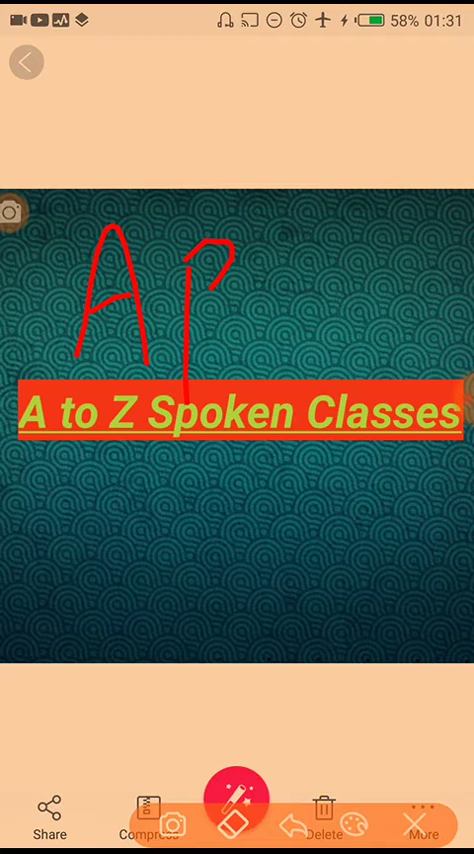 58% 01:31
AP
A to Z Spoken Classes
Share
Compress
Delete
More